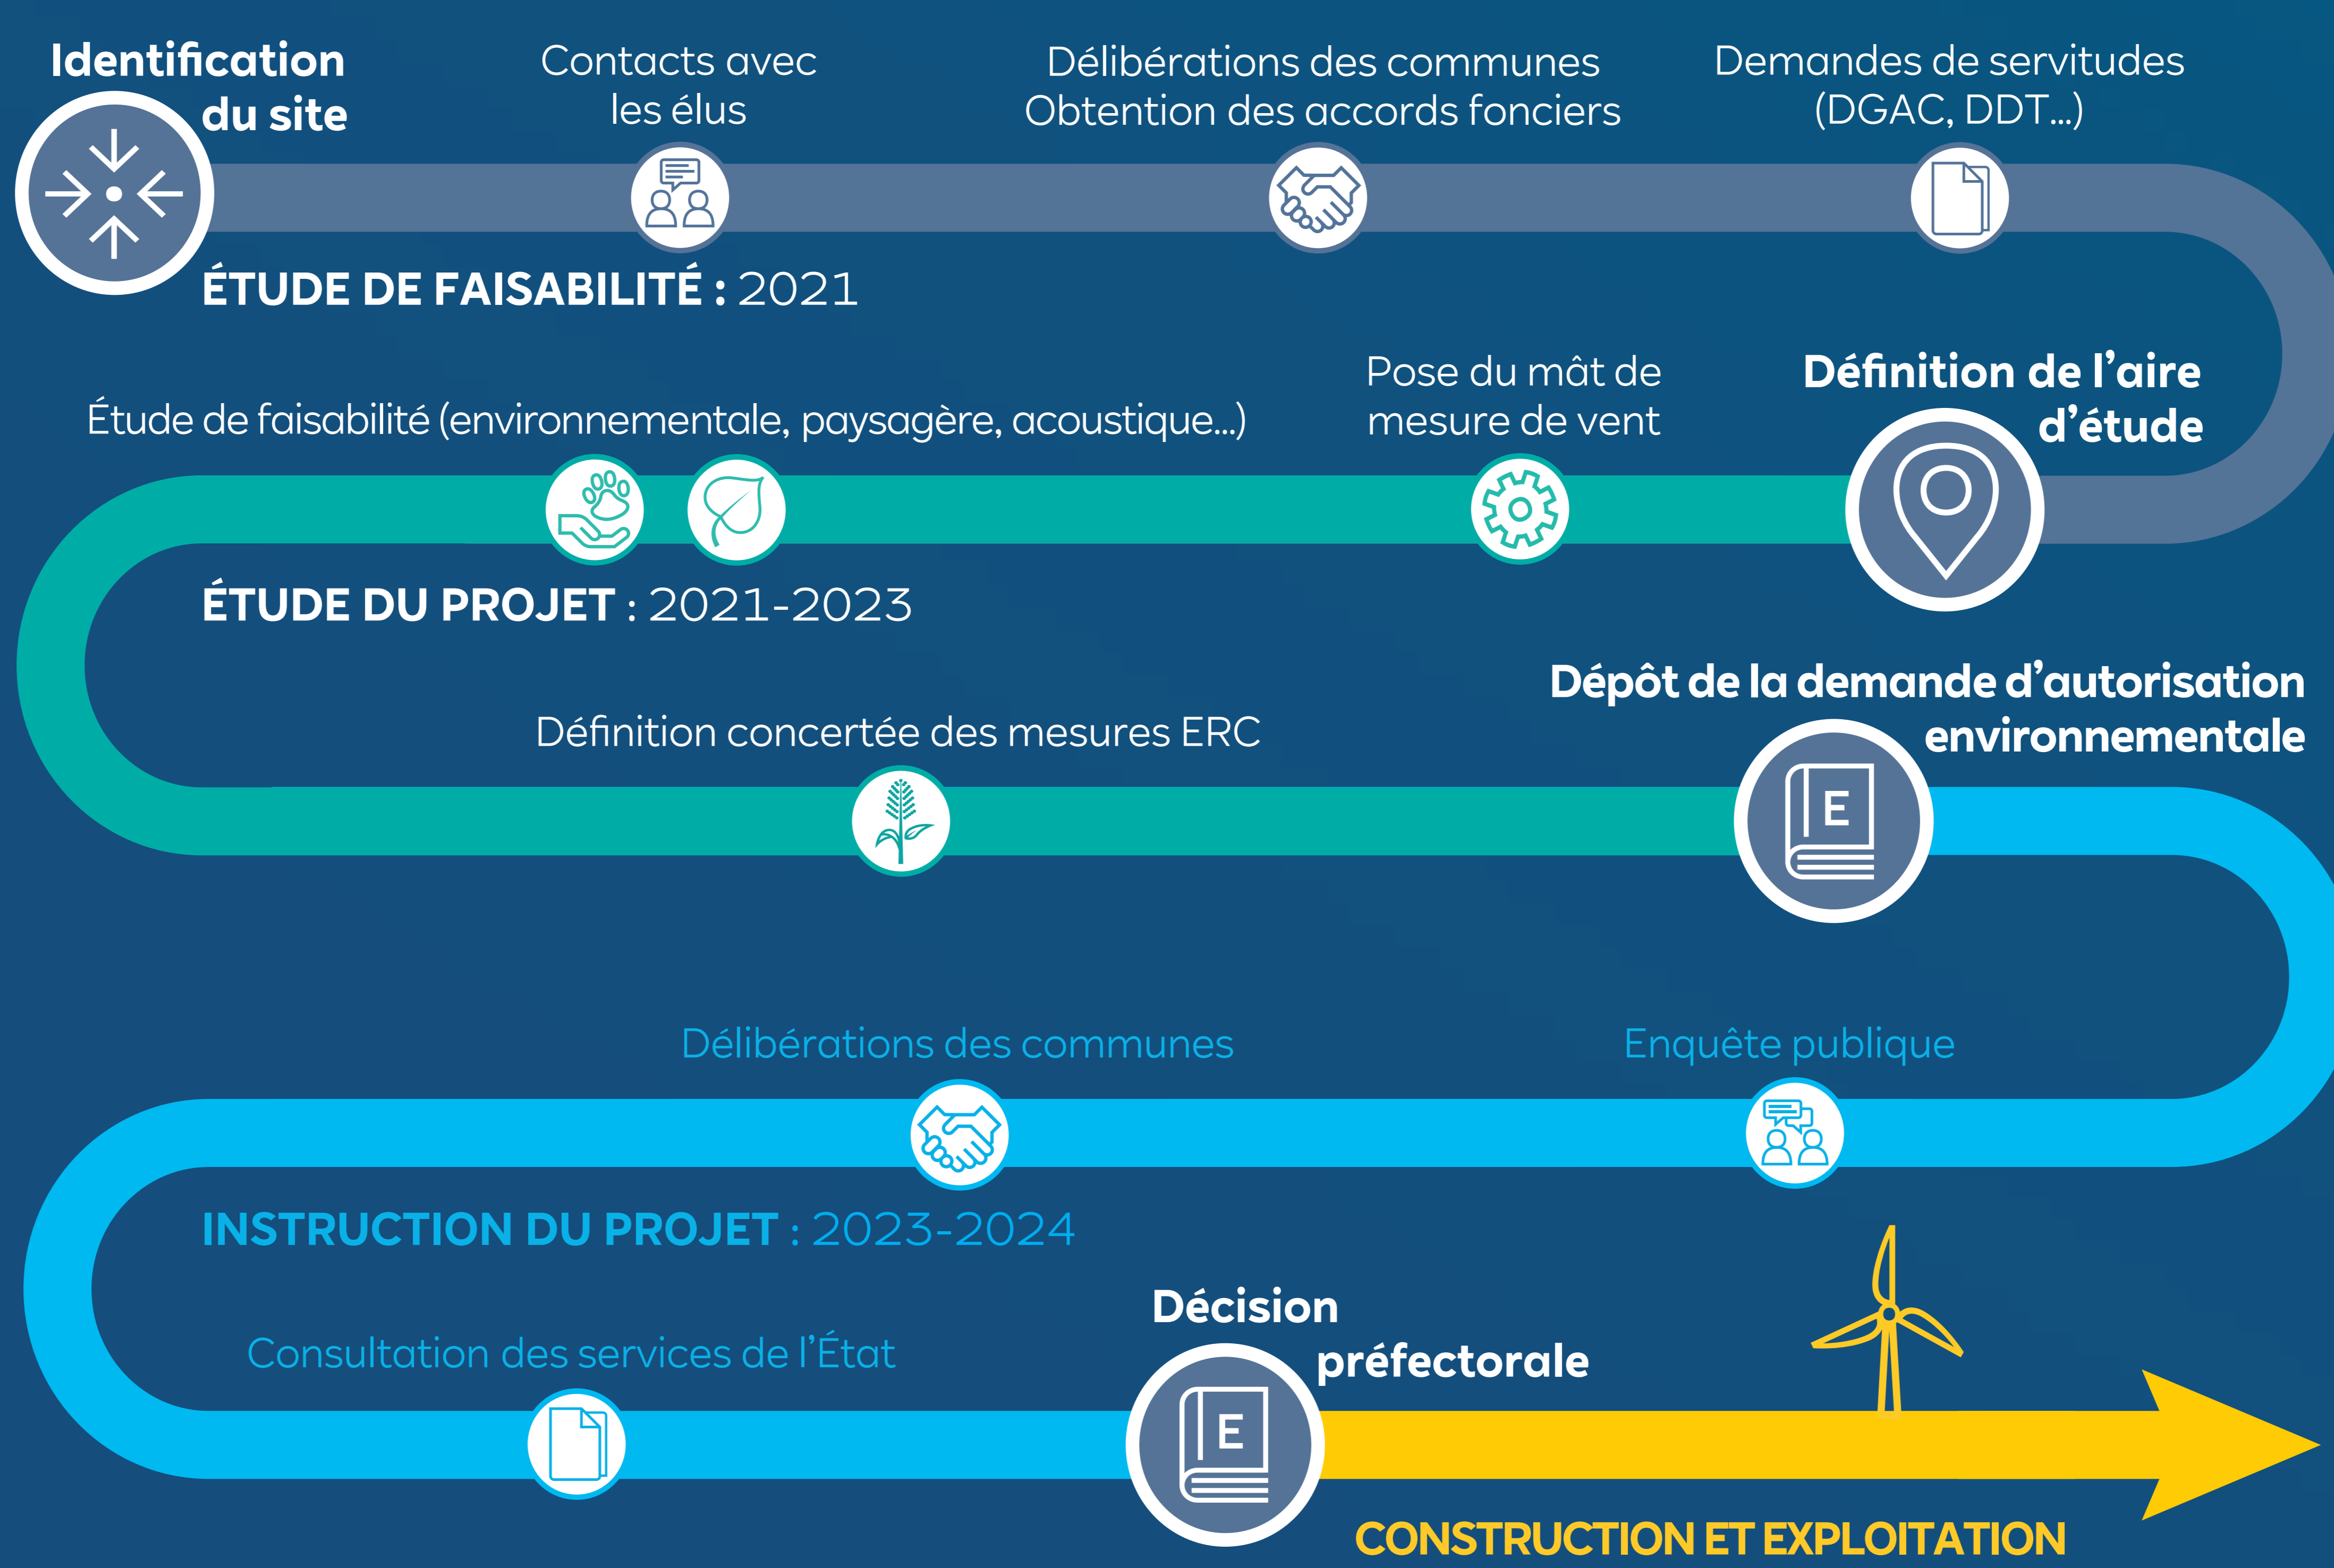 Identification
du site
Contacts avec
les élus
Délibérations des communes
Obtention des accords fonciers
Demandes de servitudes
(DGAC, DDT...)
ÉTUDE DE FAISABILITÉ : 2021
Définition de l’aire
d’étude
Pose du mât de
mesure de vent
Étude de faisabilité (environnementale, paysagère, acoustique...)
ÉTUDE DU PROJET : 2021-2023
Définition concertée des mesures ERC
Dépôt de la demande d’autorisation
environnementale
E
Enquête publique
Délibérations des communes
INSTRUCTION DU PROJET : 2023-2024
Consultation des services de l’État
Décision
préfectorale
E
CONSTRUCTION ET EXPLOITATION